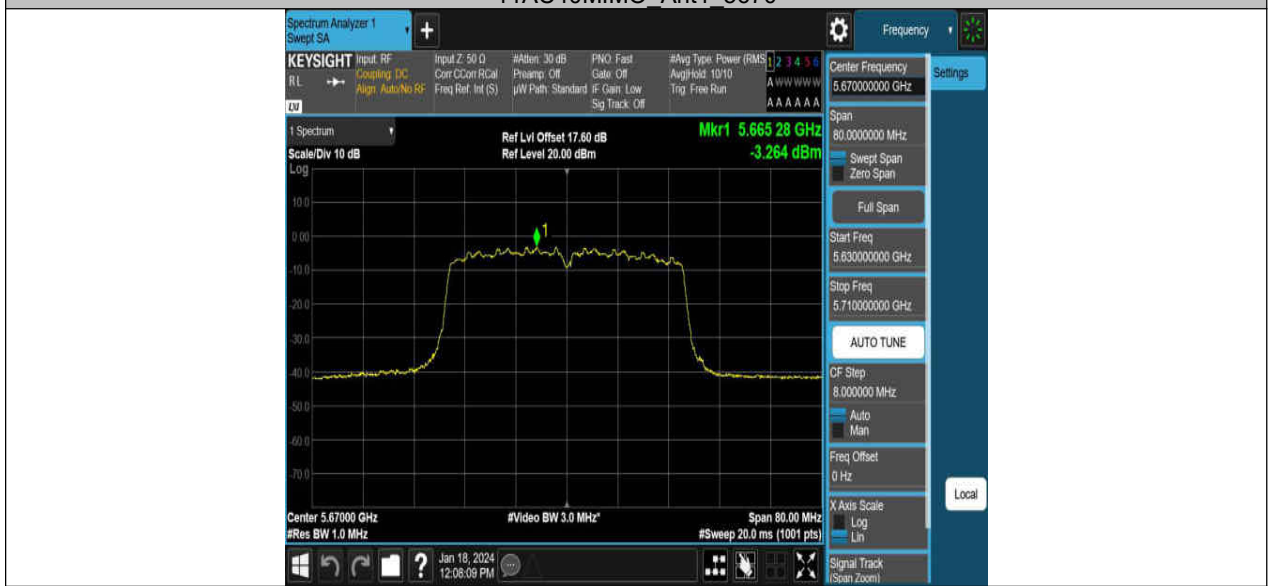 Spectrum Analyzer 1
Swept SA
+
Frequency
KEYSIGHT
RL
LXI
Input: RF
Coupling: DC
Align: Auto/No RF
Input Z: 50 Ω
Corr CCorr RCal
Freq Ref: Int (S)
#Atten: 30 dB
Preamp: Off
µW Path: Standard
PNO: Fast
Gate: Off
IF Gain: Low
Sig Track: Off
#Avg Type: Power (RMS
Avg|Hold: 10/10
Trig: Free Run
1 2 3 4 5 6
A W W W W W
A A A A A A
1 Spectrum
Scale/Div 10 dB
Log
Ref Lvl Offset 17.60 dB
Ref Level 20.00 dBm
Mkr1 5.665 28 GHz
-3.264 dBm
1
10.0
0.00
-10.0
-20.0
-30.0
-40.0
-50.0
-60.0
-70.0
Center 5.67000 GHz
#Res BW 1.0 MHz
#Video BW 3.0 MHz*
Span 80.00 MHz
#Sweep 20.0 ms (1001 pts)
Center Frequency
5.670000000 GHz
Settings
Span
80.0000000 MHz
Swept Span
Zero Span
Full Span
Start Freq
5.630000000 GHz
Stop Freq
5.710000000 GHz
AUTO TUNE
CF Step
8.000000 MHz
Auto
Man
Freq Offset
0 Hz
X Axis Scale
Log
Lin
Signal Track
(Span Zoom)
Local
?
Jan 18, 2024
12:08:09 PM